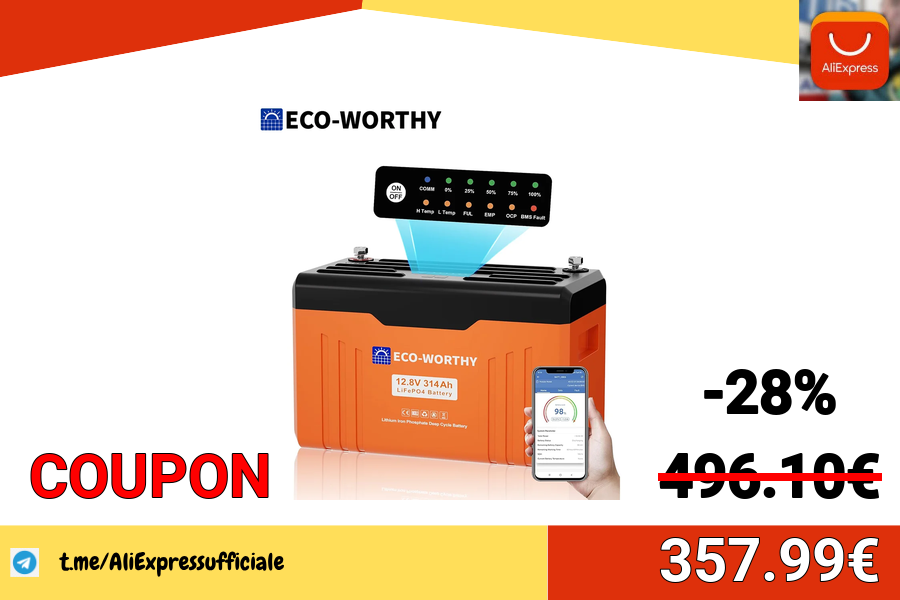 AliExpress
ECO-WORTHY
ON
OFF
COMM 0% 25% 50% 75% 100%
H Temp L Temp FUL EMP OCP BMS Fault
ECO-WORTHY
12.8V 314Ah
LiFePO4 Battery
Lithium Iron Phosphate Deep Cycle Battery
98%
-28%
COUPON
496.10€
t.me/AliExpressufficiale
357.99€